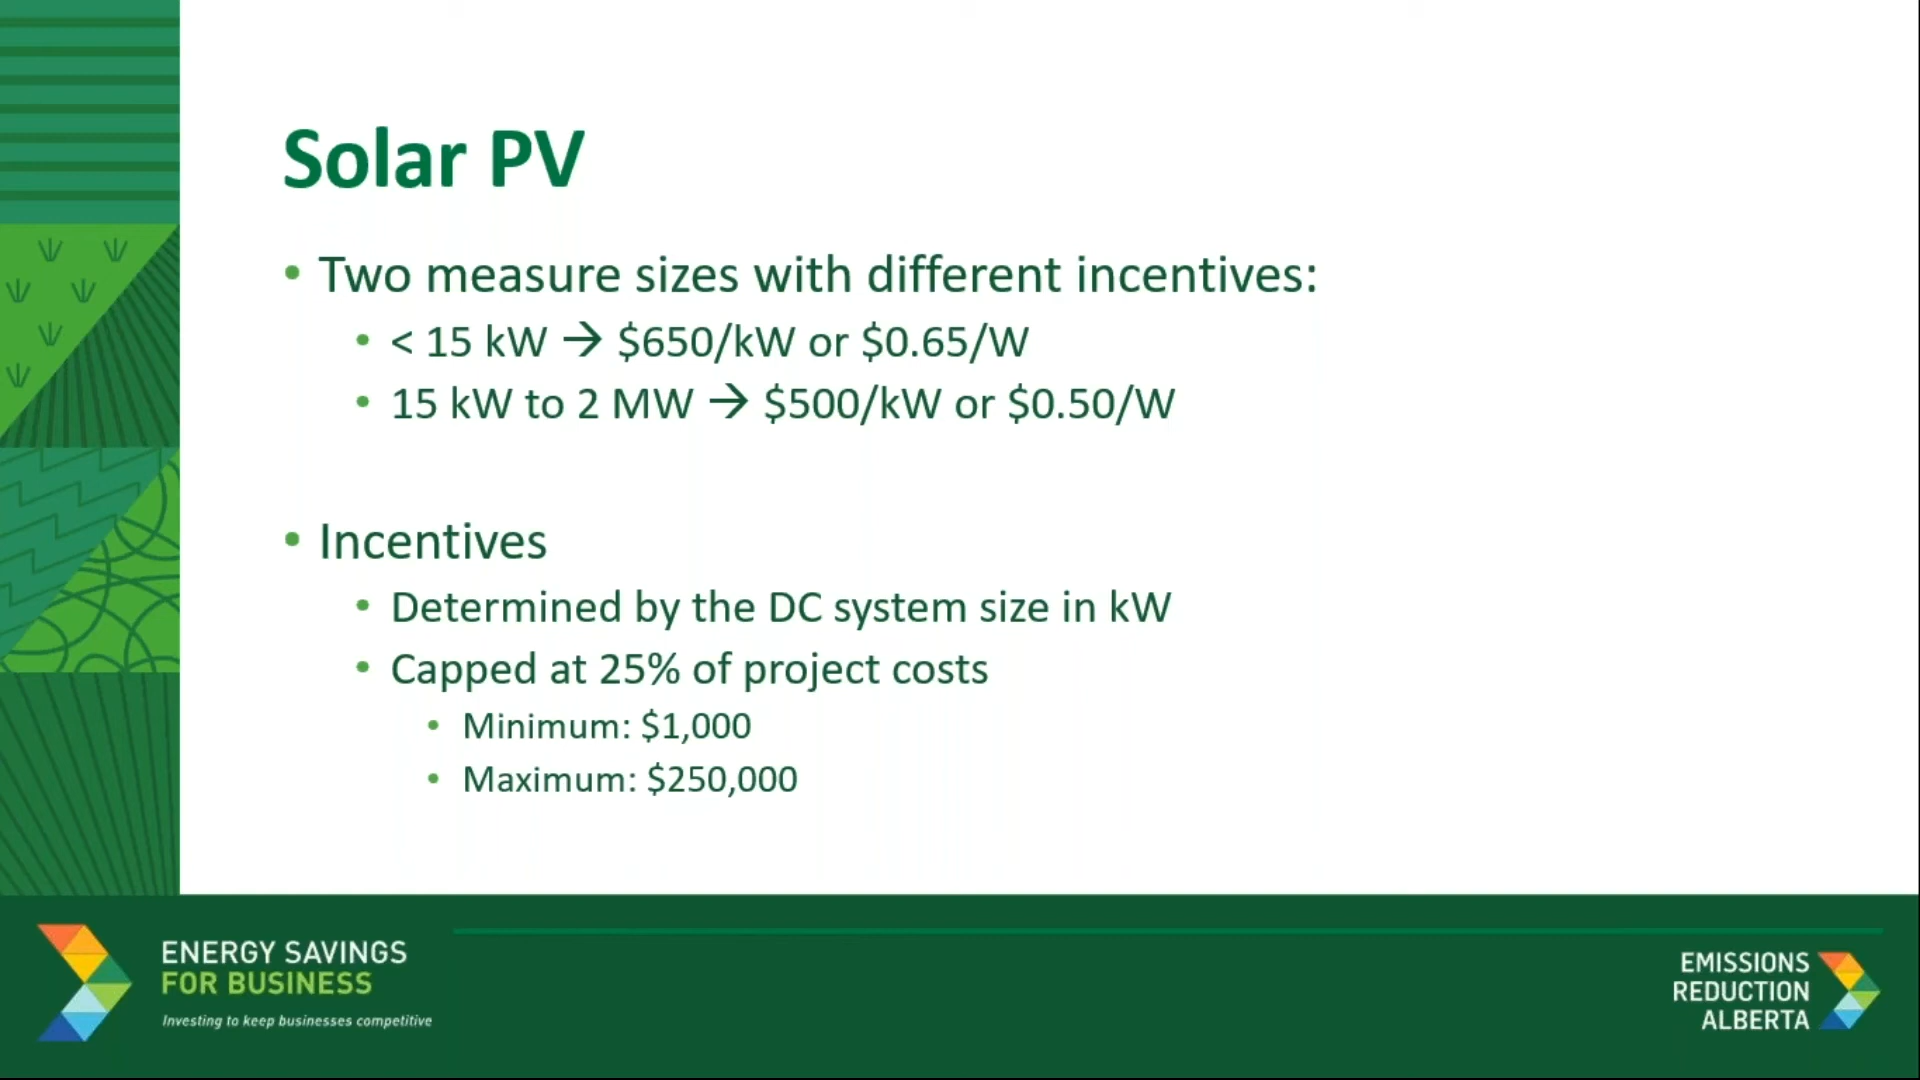 Solar PV
• Two measure sizes with different incentives:
• < 15 kW → $650/kW or $0.65/W
• 15 kW to 2 MW → $500/kW or $0.50/W
• Incentives
• Determined by the DC system size in kW
• Capped at 25% of project costs
• Minimum: $1,000
• Maximum: $250,000
ENERGY SAVINGS
FOR BUSINESS
Investing to keep businesses competitive
EMISSIONS
REDUCTION
ALBERTA